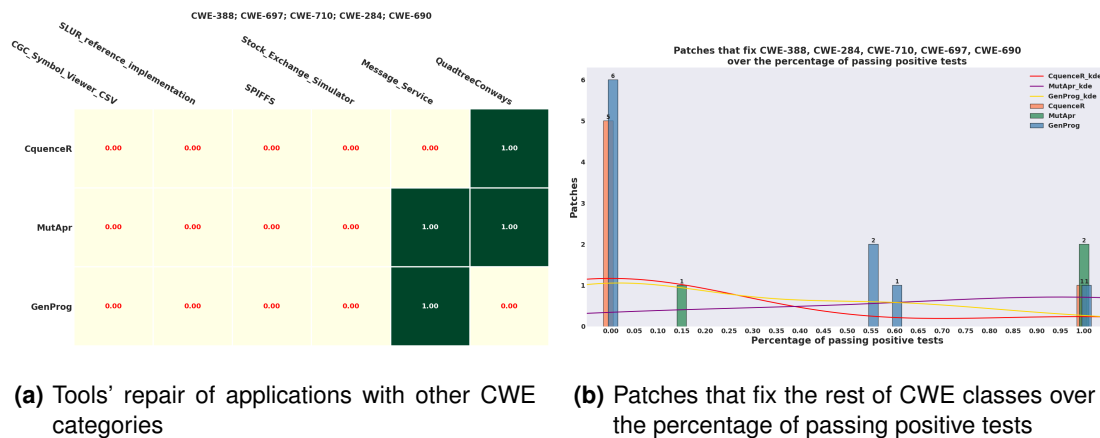 CWE-388; CWE-697; CWE-710; CWE-284; CWE-690
CGC_Symbol_Viewer_CSV
SLUR_reference_implementation
SPIFFS
Stock_Exchange_Simulator
Message_Service
QuadtreeConways
CquenceR 0.00 0.00 0.00 0.00 0.00 1.00
MutApr 0.00 0.00 0.00 0.00 1.00 1.00
GenProg 0.00 0.00 0.00 0.00 1.00 0.00
(a) Tools' repair of applications with other CWE
categories
Patches that fix CWE-388, CWE-284, CWE-710, CWE-697, CWE-690
over the percentage of passing positive tests
CquenceR_kde
MutApr_kde
GenProg_kde
CquenceR
MutApr
GenProg
Patches
6
5
4
3
2
1
0
5
6
1
2
1
2
1
1
0.00 0.05 0.10 0.15 0.20 0.25 0.30 0.35 0.40 0.45 0.50 0.55 0.60 0.65 0.70 0.75 0.80 0.85 0.90 0.95 1.00
Percentage of passing positive tests
(b) Patches that fix the rest of CWE classes over
the percentage of passing positive tests